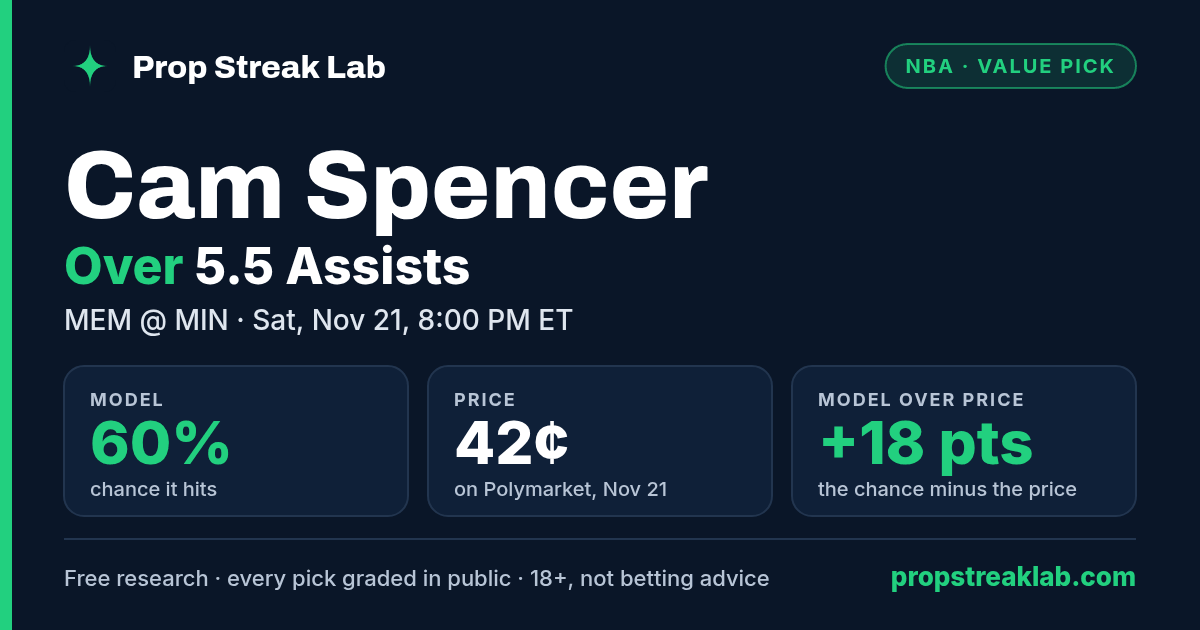 Prop Streak Lab
NBA · VALUE PICK
Cam Spencer
Over 5.5 Assists
MEM @ MIN · Sat, Nov 21, 8:00 PM ET
MODEL
60%
chance it hits
PRICE
42¢
on Polymarket, Nov 21
MODEL OVER PRICE
+18 pts
the chance minus the price
Free research · every pick graded in public · 18+, not betting advice
propstreaklab.com